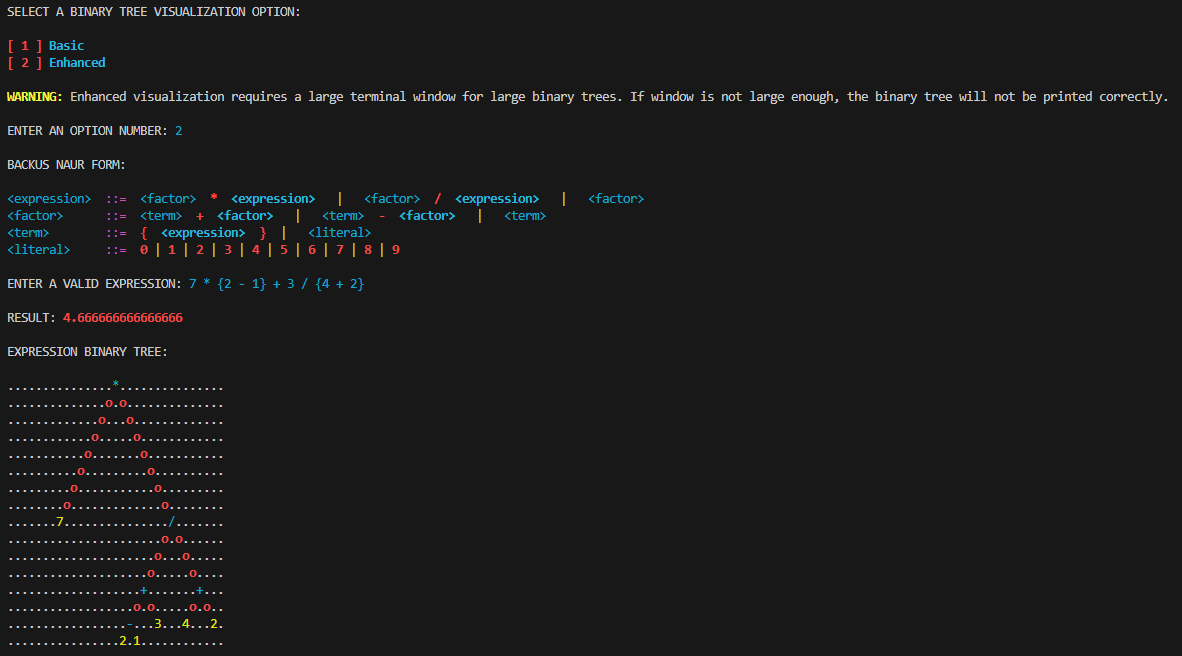 SELECT A BINARY TREE VISUALIZATION OPTION:
[ 1 ] Basic
[ 2 ] Enhanced
WARNING: Enhanced visualization requires a large terminal window for large binary trees. If window is not large enough, the binary tree will not be printed correctly.
ENTER AN OPTION NUMBER: 2
BACKUS NAUR FORM:
<expression> ::= <factor> * <expression> | <factor> / <expression> | <factor>
<factor> ::= <term> + <factor> | <term> - <factor> | <term>
<term> ::= { <expression> } | <literal>
<literal> ::= 0 | 1 | 2 | 3 | 4 | 5 | 6 | 7 | 8 | 9
ENTER A VALID EXPRESSION: 7 * {2 - 1} + 3 / {4 + 2}
RESULT: 4.666666666666666
EXPRESSION BINARY TREE:
...............*...............
..............o.o..............
.............o...o.............
............o.....o............
...........o.......o...........
..........o.........o..........
.........o...........o.........
........o.............o........
.......7.............../.......
......................o.o......
.....................o...o.....
....................o.....o....
...................+.......+...
..................o.o.....o.o..
.................-...3...4...2.
................2.1............